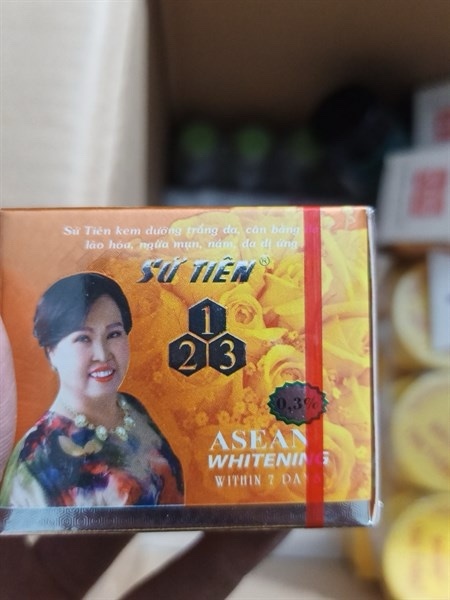 Sứ Tiên kem dưỡng trắng da, cân bằng
lão hóa, ngừa mụn, nám, da dị ứng
SỨ TIÊN®
1
2 3
0,3%
ASEAN
WHITENING
WITHIN 7 DAYS